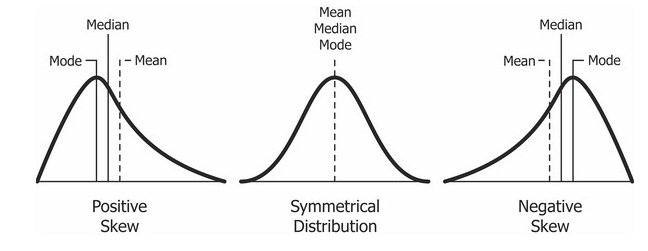 Median
Mode
Mean
Positive
Skew
Mean
Median
Mode
Symmetrical
Distribution
Median
Mean
Mode
Negative
Skew